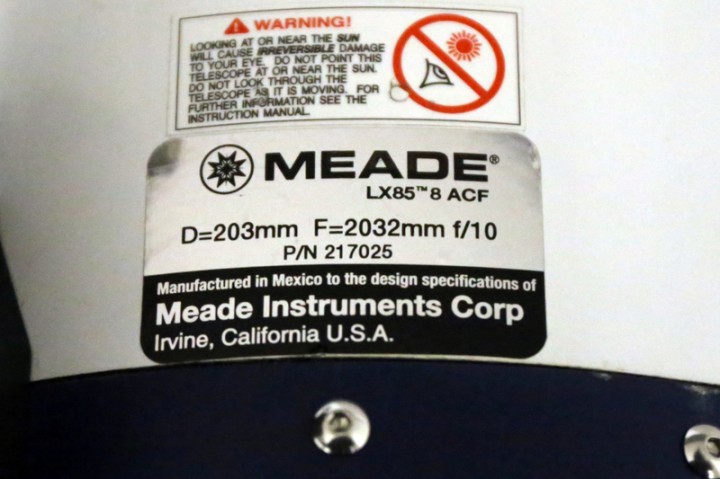 WARNING!
LOOKING AT OR NEAR THE SUN
WILL CAUSE IRREVERSIBLE DAMAGE
TO YOUR EYE. DO NOT POINT THIS
TELESCOPE AT OR NEAR THE SUN.
DO NOT LOOK THROUGH THE
TELESCOPE AS IT IS MOVING. FOR
FURTHER INFORMATION SEE THE
INSTRUCTION MANUAL.
MEADE®
LX85™ 8 ACF
D=203mm F=2032mm f/10
P/N 217025
Manufactured in Mexico to the design specifications of
Meade Instruments Corp
Irvine, California U.S.A.